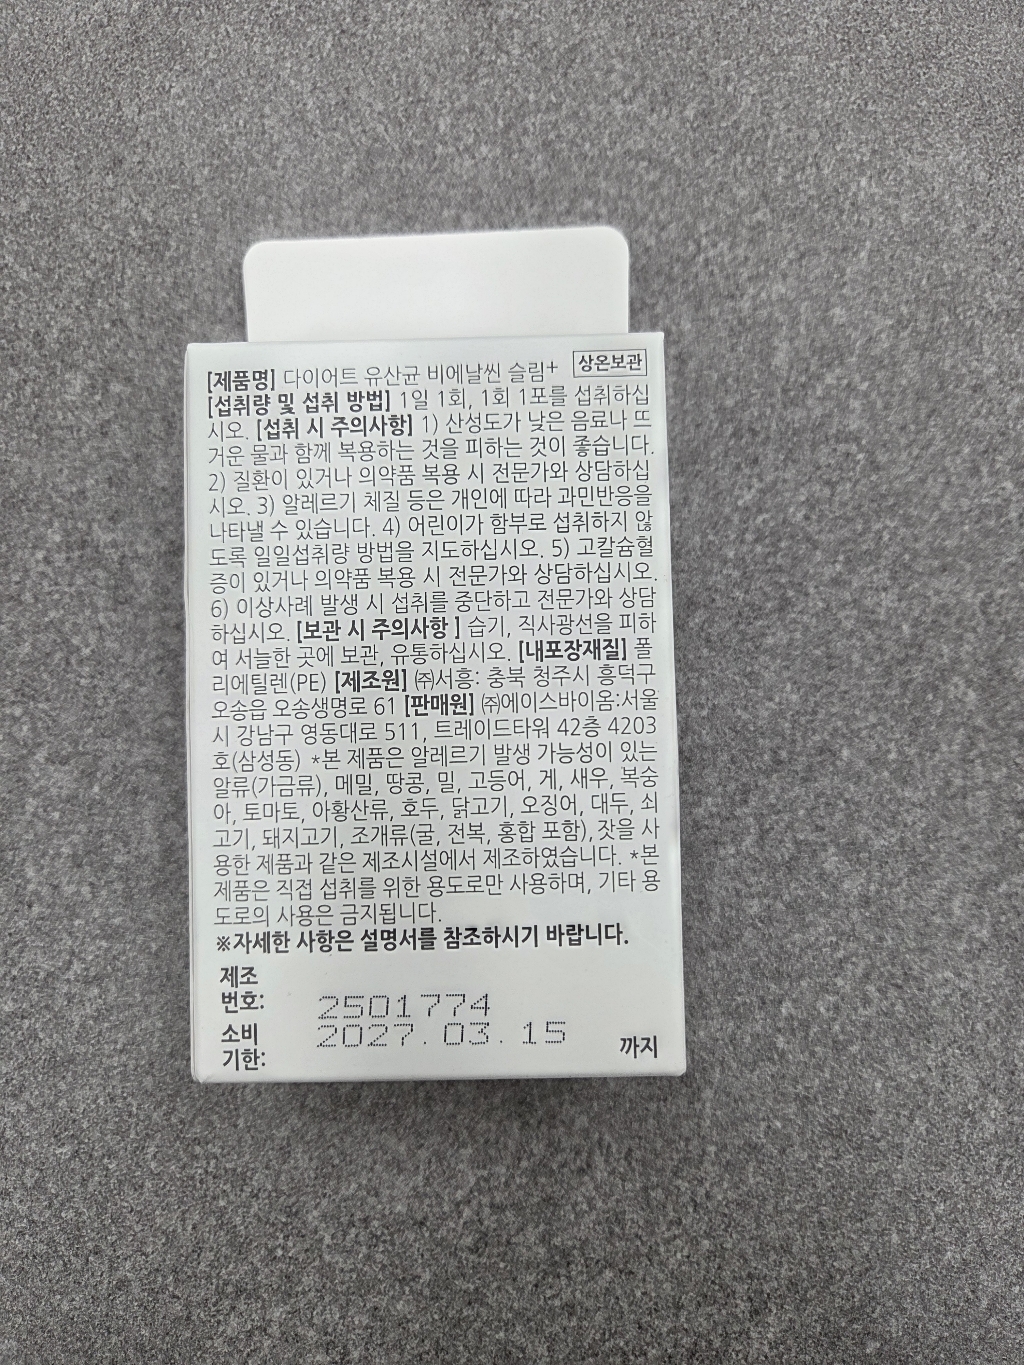 상온보관
[제품명] 다이어트 유산균 비에날씬 슬림+
[섭취량 및 섭취 방법] 1일 1회, 1회 1포를 섭취하십
시오. [섭취 시 주의사항] 1) 산성도가 낮은 음료나 뜨
거운 물과 함께 복용하는 것을 피하는 것이 좋습니다.
2) 질환이 있거나 의약품 복용 시 전문가와 상담하십
시오. 3) 알레르기 체질 등은 개인에 따라 과민반응을
나타낼 수 있습니다. 4) 어린이가 함부로 섭취하지 않
도록 일일섭취량 방법을 지도하십시오. 5) 고칼슘혈
증이 있거나 의약품 복용 시 전문가와 상담하십시오.
6) 이상사례 발생 시 섭취를 중단하고 전문가와 상담
하십시오. [보관 시 주의사항 ] 습기, 직사광선을 피하
여 서늘한 곳에 보관, 유통하십시오. [내포장재질] 폴
리에틸렌(PE) [제조원] ㈜서흥: 충북 청주시 흥덕구
오송읍 오송생명로 61 [판매원] ㈜에이스바이옴:서울
시 강남구 영동대로 511, 트레이드타워 42층 4203
호(삼성동) *본 제품은 알레르기 발생 가능성이 있는
알류(가금류), 메밀, 땅콩, 밀, 고등어, 게, 새우, 복숭
아, 토마토, 아황산류, 호두, 닭고기, 오징어, 대두, 쇠
고기, 돼지고기, 조개류(굴, 전복, 홍합 포함), 잣을 사
용한 제품과 같은 제조시설에서 제조하였습니다. *본
제품은 직접 섭취를 위한 용도로만 사용하며, 기타 용
도로의 사용은 금지됩니다.
※자세한 사항은 설명서를 참조하시기 바랍니다.
제조
번호: 2501774
소비
기한: 2027.03.15 까지